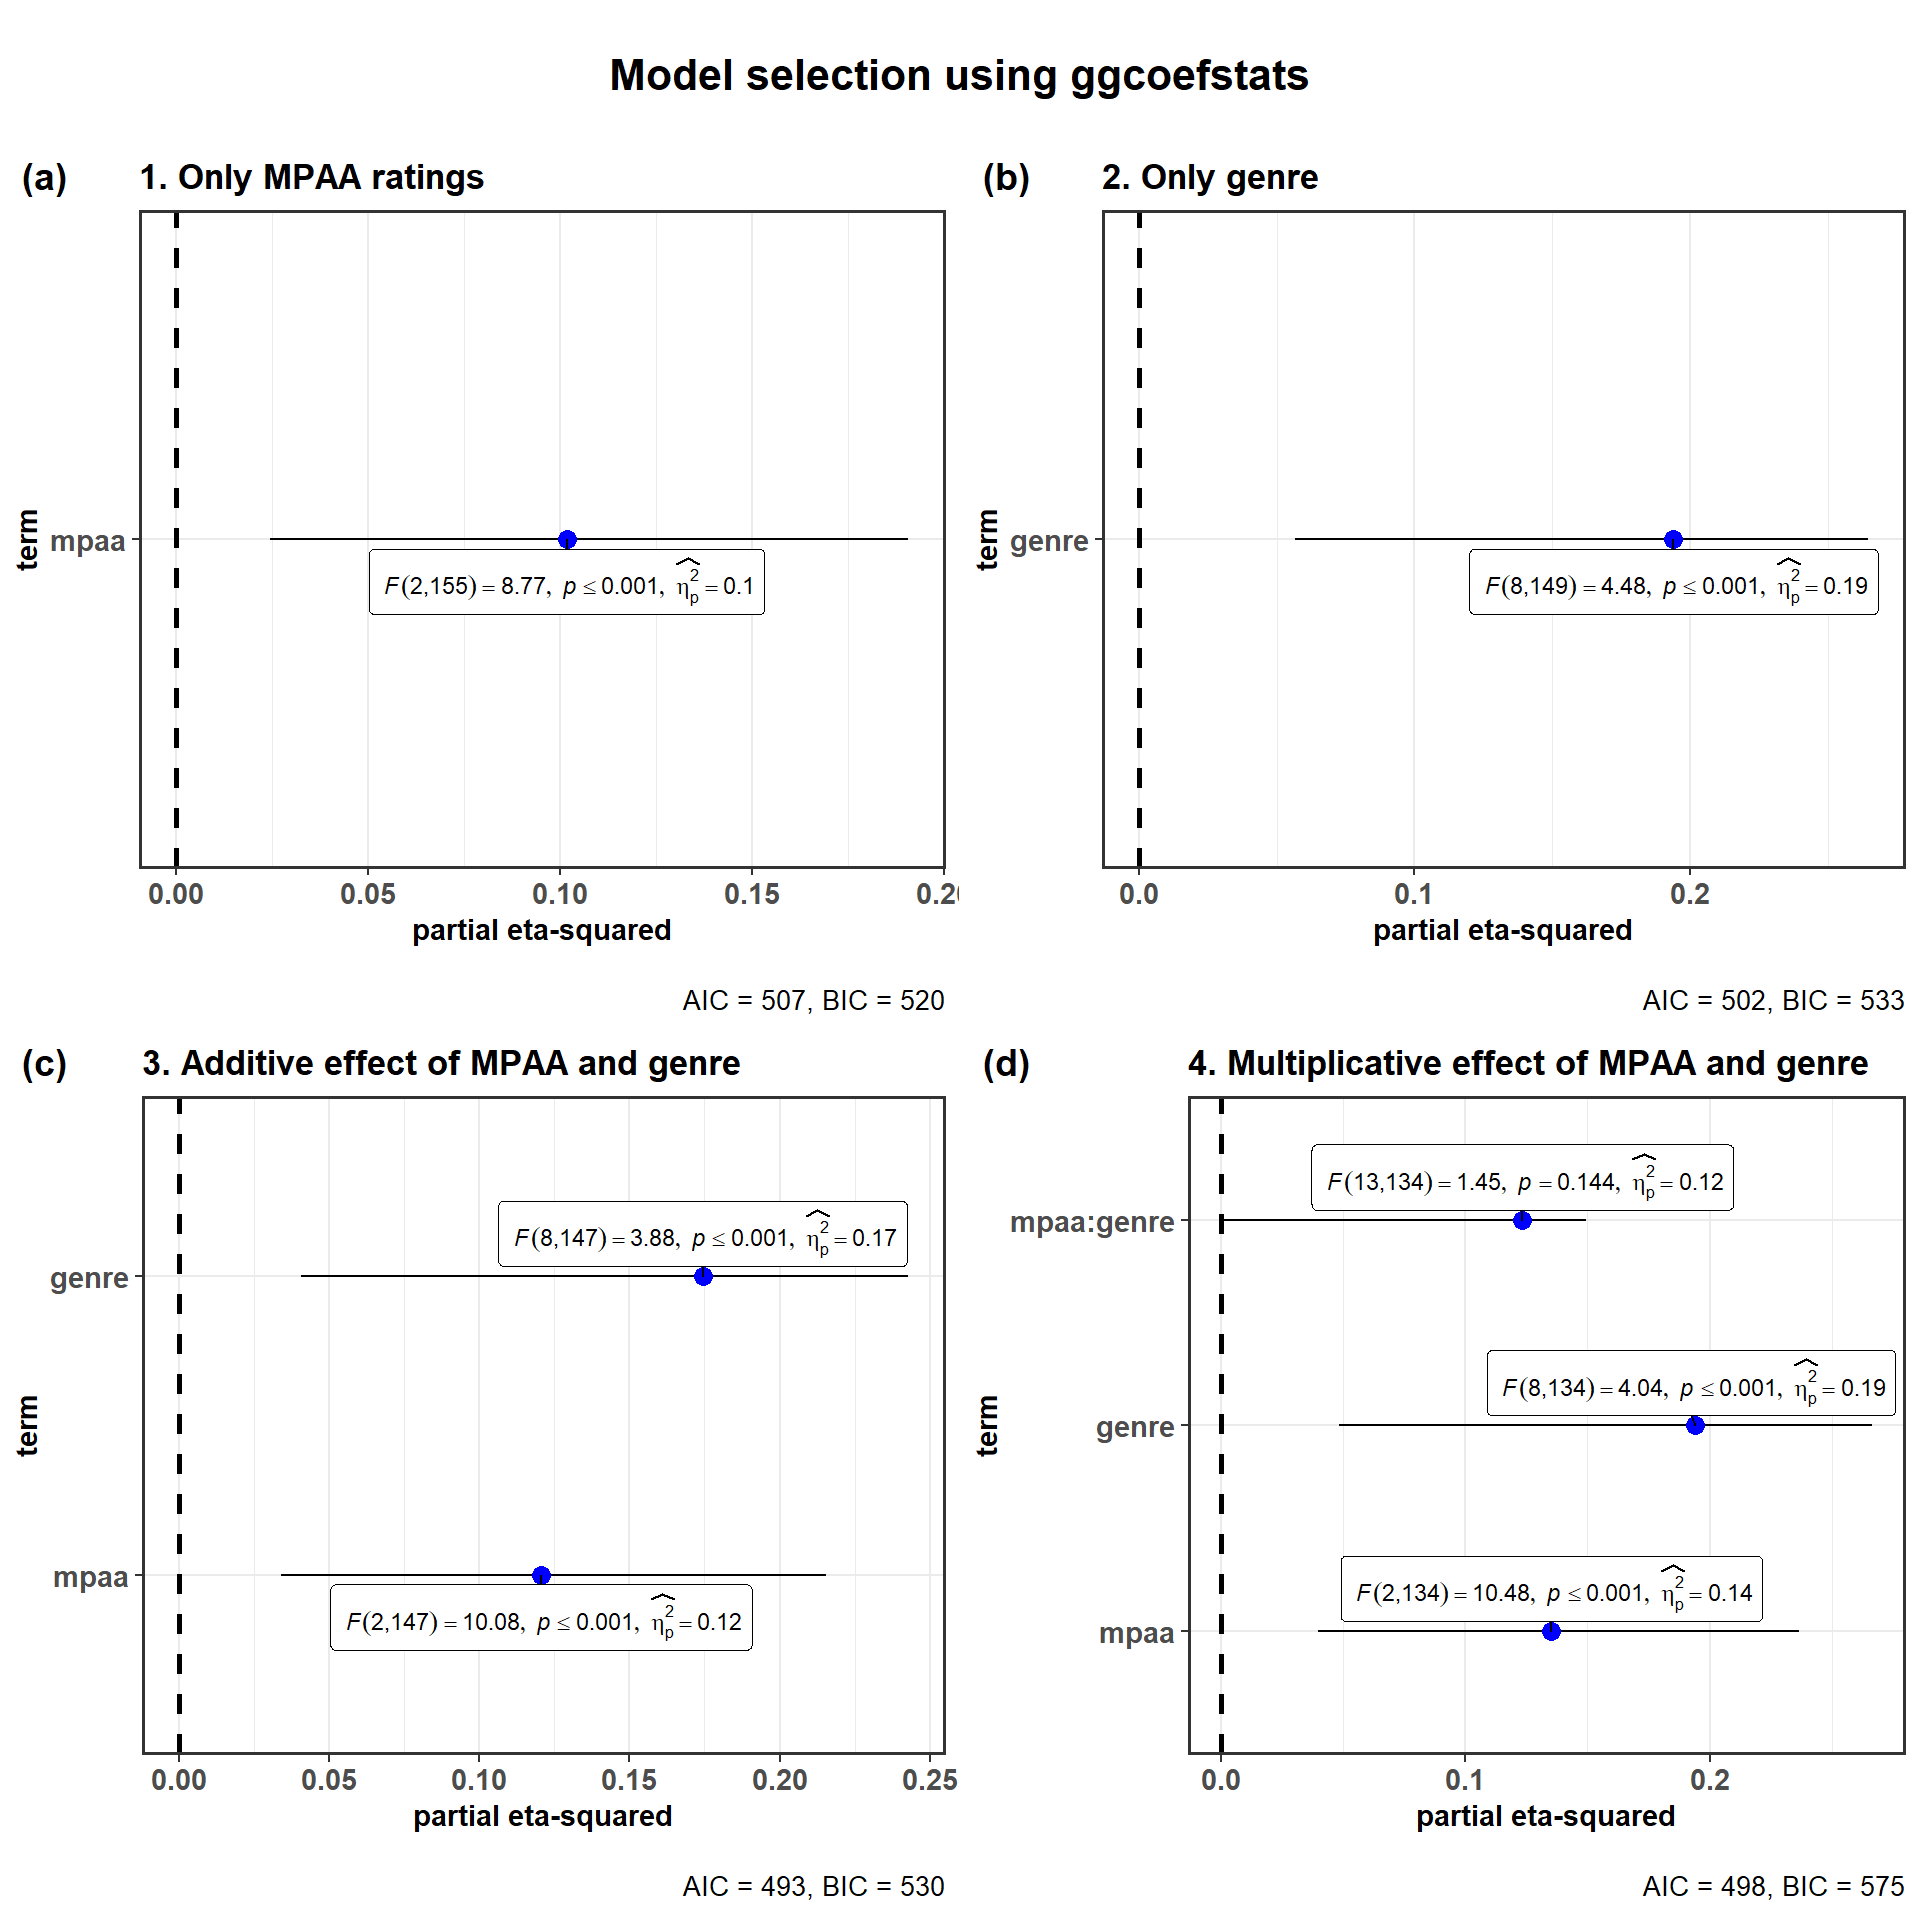 Model selection using ggcoefstats
(a) 1. Only MPAA ratings
term
mpaa
F(2,155) = 8.77, p ≤ 0.001, η̂²ₚ = 0.1
0.00 0.05 0.10 0.15 0.2
partial eta-squared
AIC = 507, BIC = 520
(b) 2. Only genre
term
genre
F(8,149) = 4.48, p ≤ 0.001, η̂²ₚ = 0.19
0.0 0.1 0.2
partial eta-squared
AIC = 502, BIC = 533
(c) 3. Additive effect of MPAA and genre
F(8,147) = 3.88, p ≤ 0.001, η̂²ₚ = 0.17
genre
term
mpaa
F(2,147) = 10.08, p ≤ 0.001, η̂²ₚ = 0.12
0.00 0.05 0.10 0.15 0.20 0.25
partial eta-squared
AIC = 493, BIC = 530
(d) 4. Multiplicative effect of MPAA and genre
F(13,134) = 1.45, p = 0.144, η̂²ₚ = 0.12
mpaa:genre
F(8,134) = 4.04, p ≤ 0.001, η̂²ₚ = 0.19
genre
term
F(2,134) = 10.48, p ≤ 0.001, η̂²ₚ = 0.14
mpaa
0.0 0.1 0.2
partial eta-squared
AIC = 498, BIC = 575